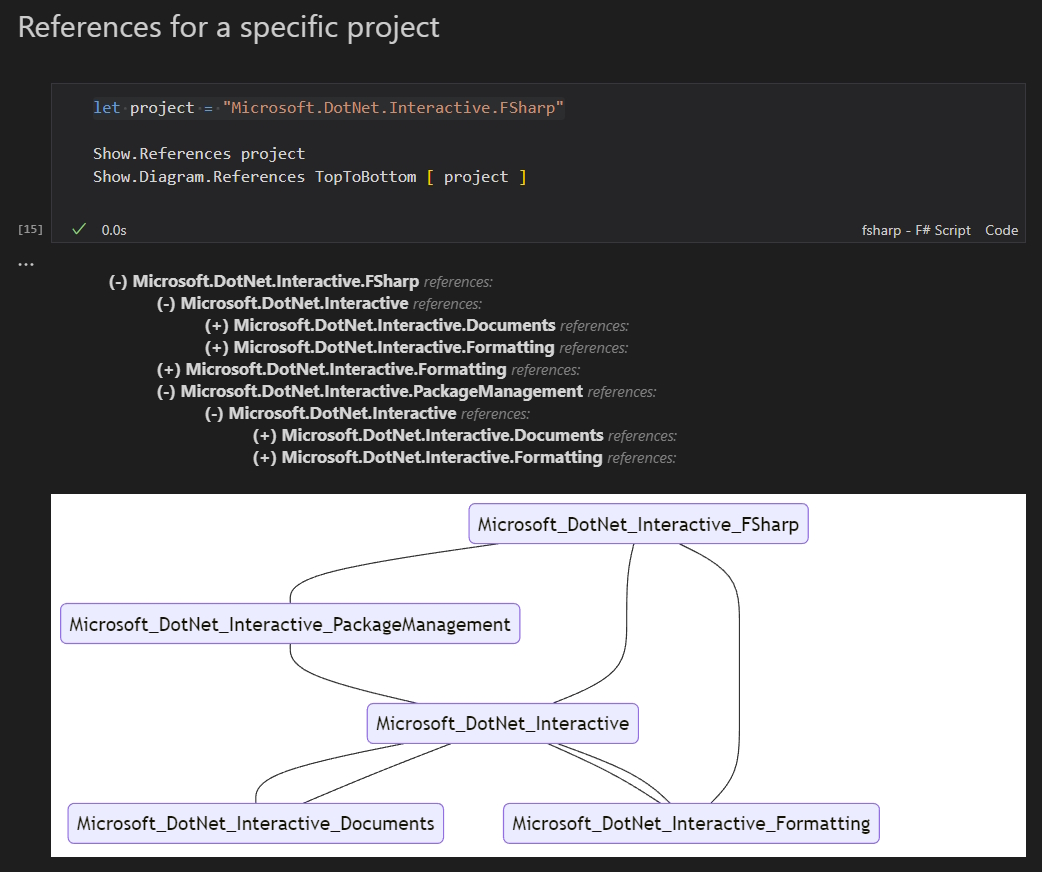 References for a specific project
let project = "Microsoft.DotNet.Interactive.FSharp"
Show.References project
Show.Diagram.References TopToBottom [ project ]
[15] ✓ 0.0s fsharp - F# Script Code
...
(-) Microsoft.DotNet.Interactive.FSharp references:
(-) Microsoft.DotNet.Interactive references:
(+) Microsoft.DotNet.Interactive.Documents references:
(+) Microsoft.DotNet.Interactive.Formatting references:
(+) Microsoft.DotNet.Interactive.Formatting references:
(-) Microsoft.DotNet.Interactive.PackageManagement references:
(-) Microsoft.DotNet.Interactive references:
(+) Microsoft.DotNet.Interactive.Documents references:
(+) Microsoft.DotNet.Interactive.Formatting references:
Microsoft_DotNet_Interactive_FSharp
Microsoft_DotNet_Interactive_PackageManagement
Microsoft_DotNet_Interactive
Microsoft_DotNet_Interactive_Documents
Microsoft_DotNet_Interactive_Formatting